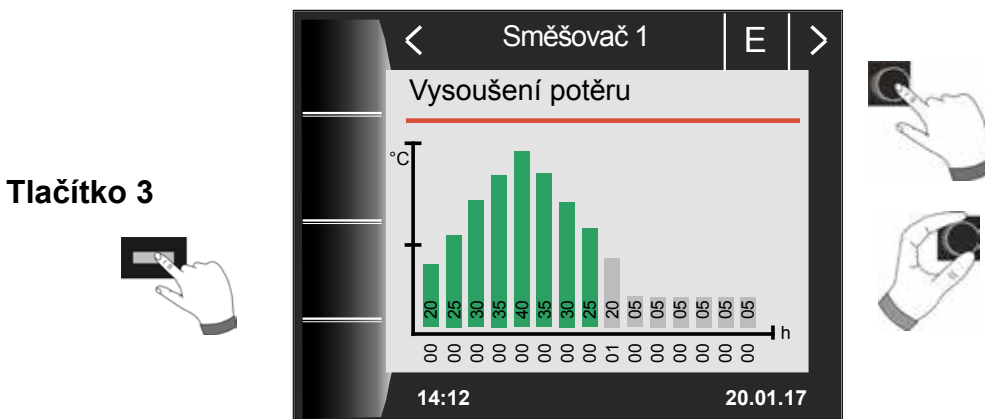 Směšovač 1 E
Vysoušení potěru
°C
Tlačítko 3
20 25 30 35 40 35 30 25 20 05 05 05 05 05 05
h
00 00 00 00 00 00 00 00 01 00 00 00 00 00 00
14:12 20.01.17